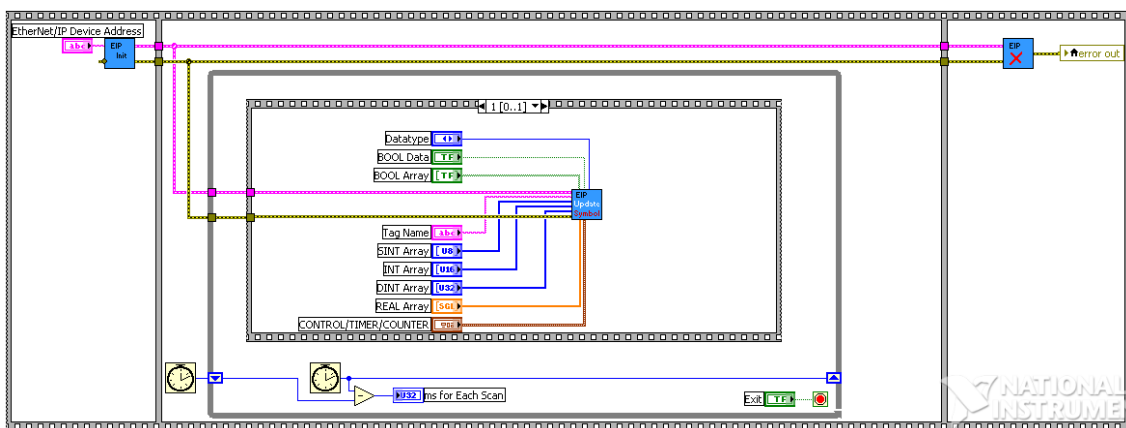 EtherNet/IP Device Address
abc
EIP
Init
EIP
error out
1 [0..1]
Datatype
BOOL Data
TF
BOOL Array
[TF]
EIP
Update
Symbol
Tag Name
abc
SINT Array
[U8]
INT Array
[U16]
DINT Array
[U32]
REAL Array
[SGL
CONTROL/TIMER/COUNTER
U32
ms for Each Scan
Exit
TF
NATIONAL
INSTRUME